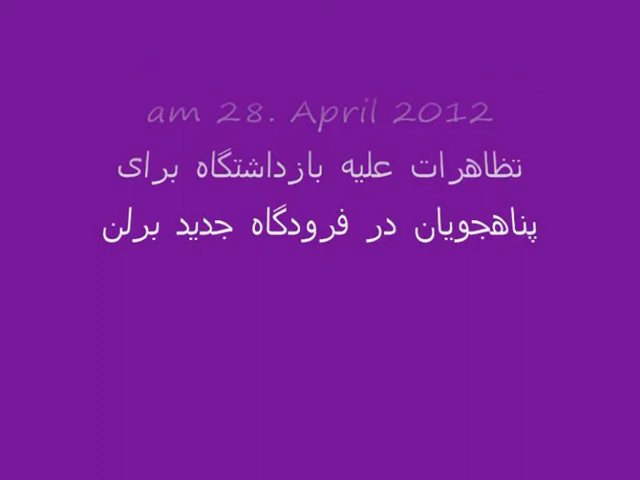 am 28. April 2012
تظاهرات علیه بازداشتگاه برای
پناهجویان در فرودگاه جدید برلن